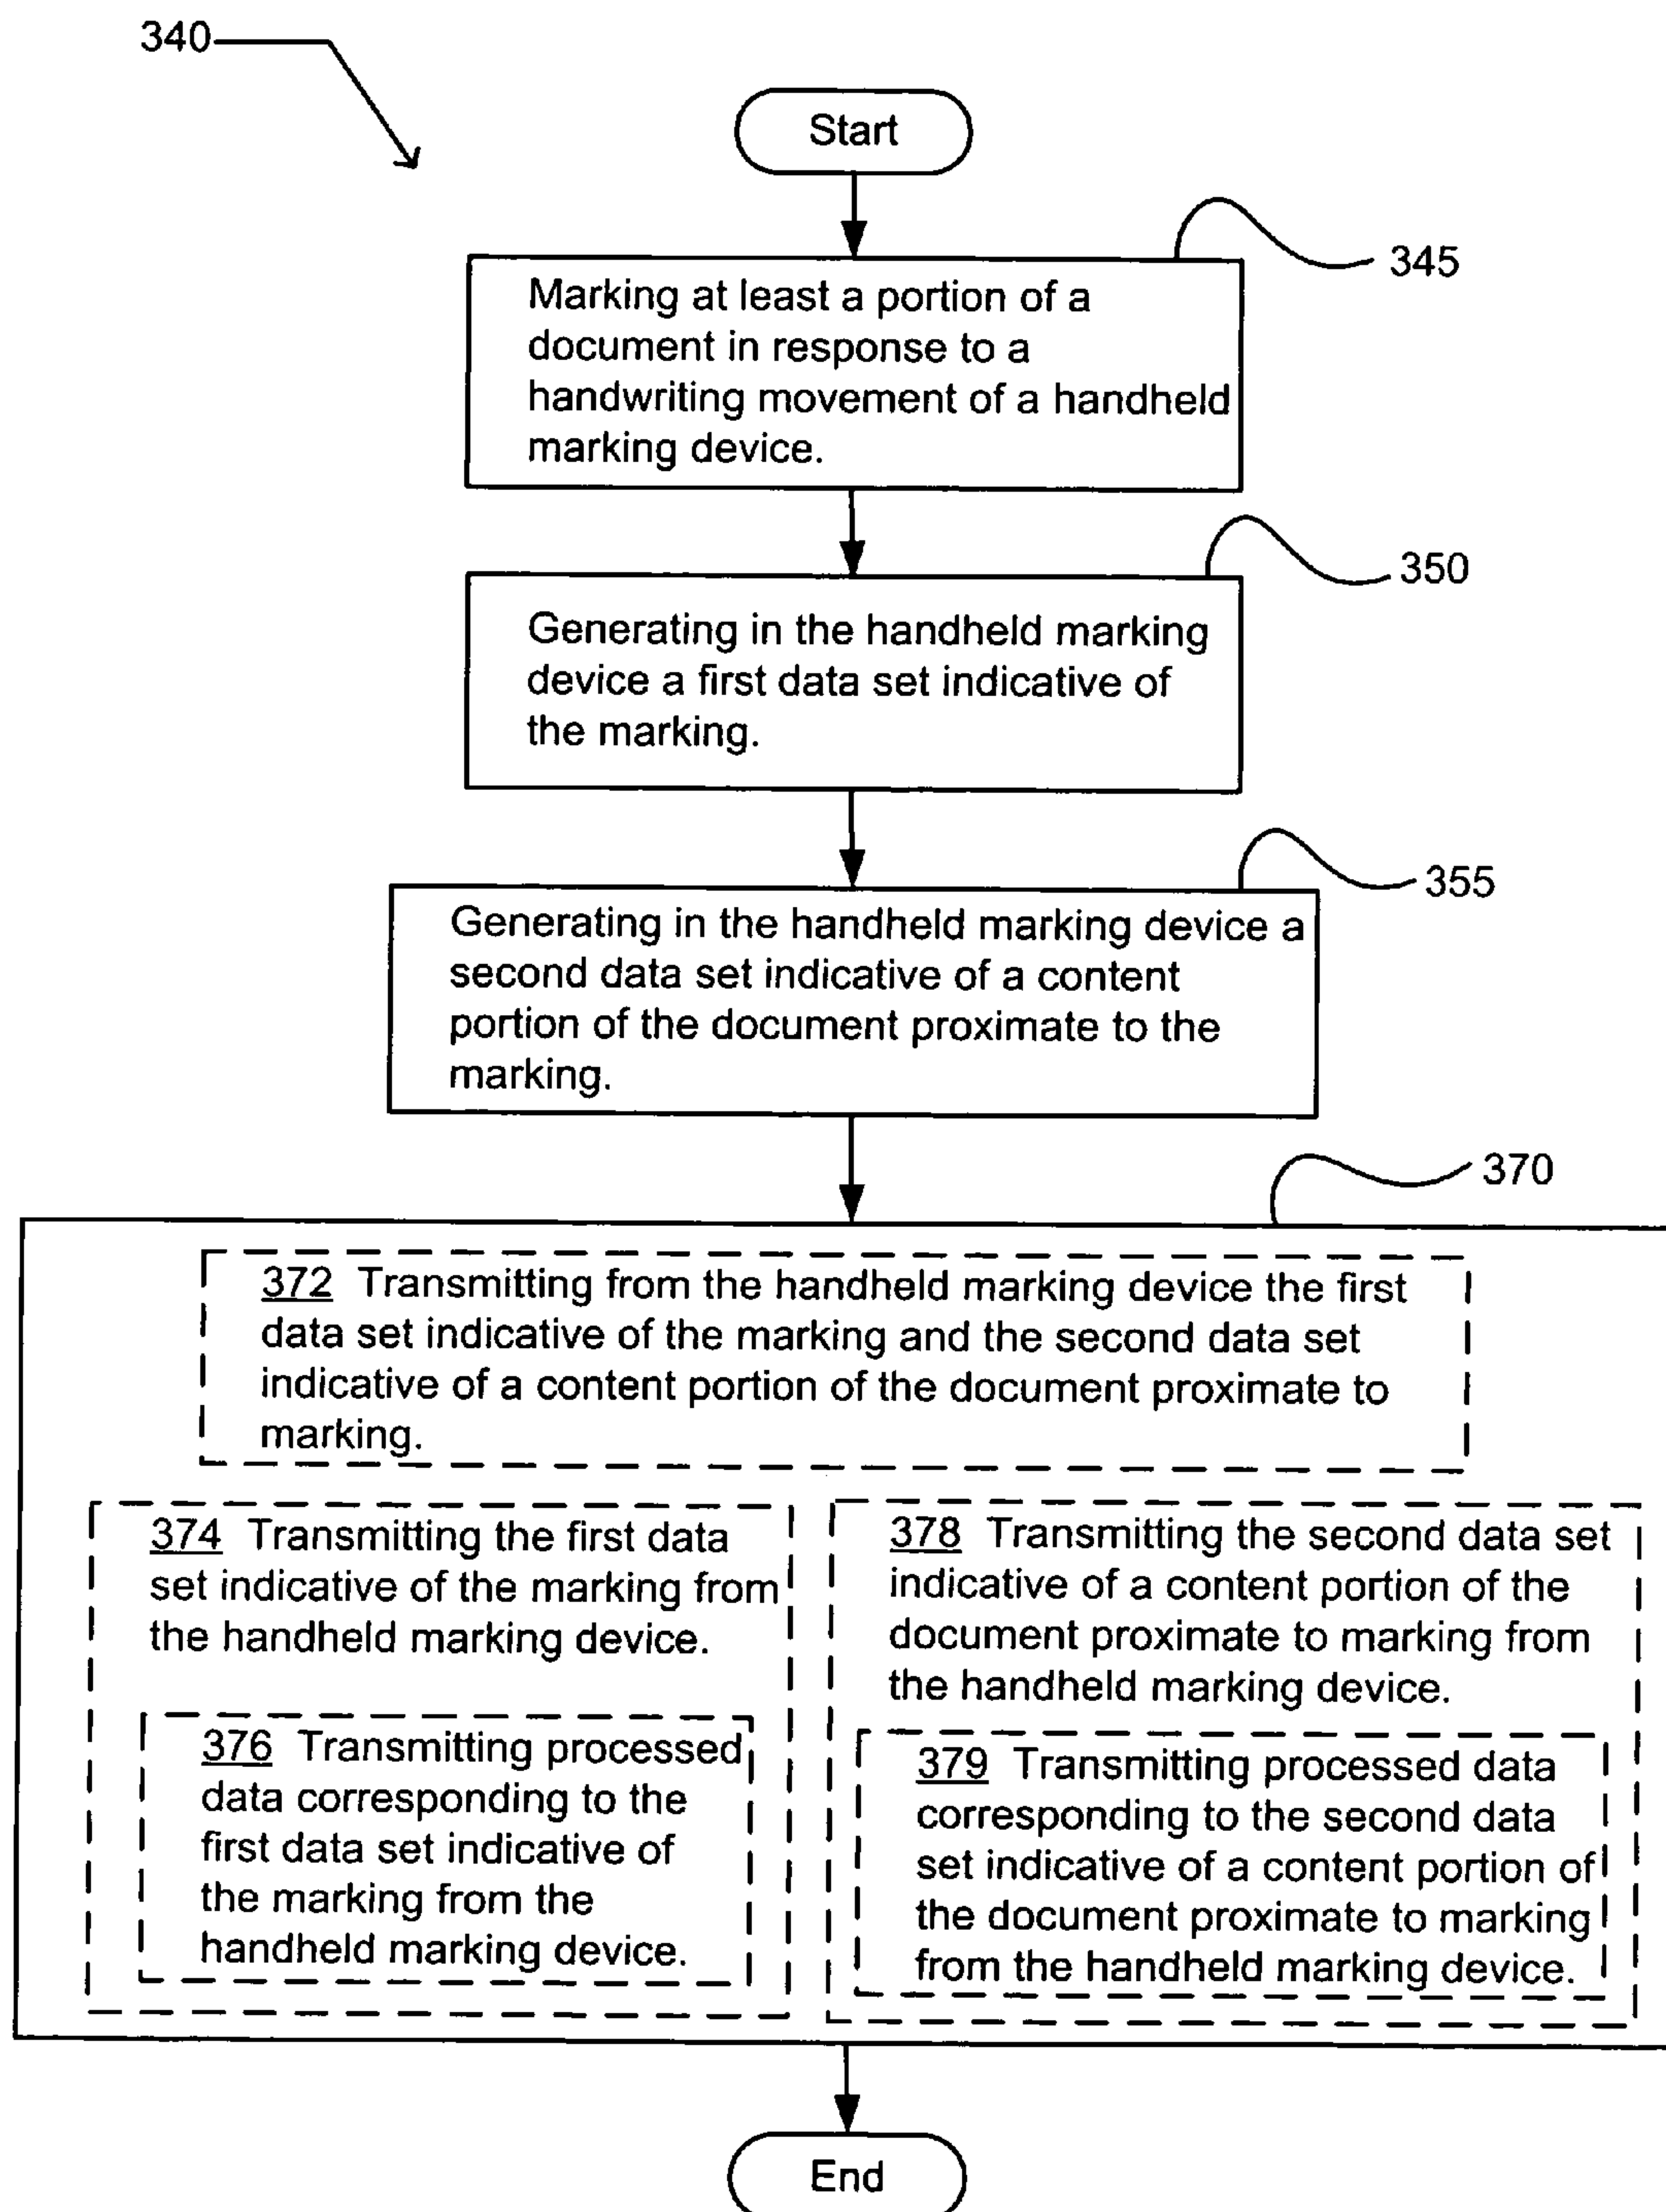 340
Start
345
Marking at least a portion of a
document in response to a
handwriting movement of a handheld
marking device.
350
Generating in the handheld marking
device a first data set indicative of
the marking.
355
Generating in the handheld marking device a
second data set indicative of a content
portion of the document proximate to the
marking.
370
372 Transmitting from the handheld marking device the first
data set indicative of the marking and the second data set
indicative of a content portion of the document proximate to
marking.
374 Transmitting the first data
set indicative of the marking from
the handheld marking device.
376 Transmitting processed
data corresponding to the
first data set indicative of
the marking from the
handheld marking device.
378 Transmitting the second data set
indicative of a content portion of the
document proximate to marking from
the handheld marking device.
379 Transmitting processed data
corresponding to the second data
set indicative of a content portion of
the document proximate to marking
from the handheld marking device.
End